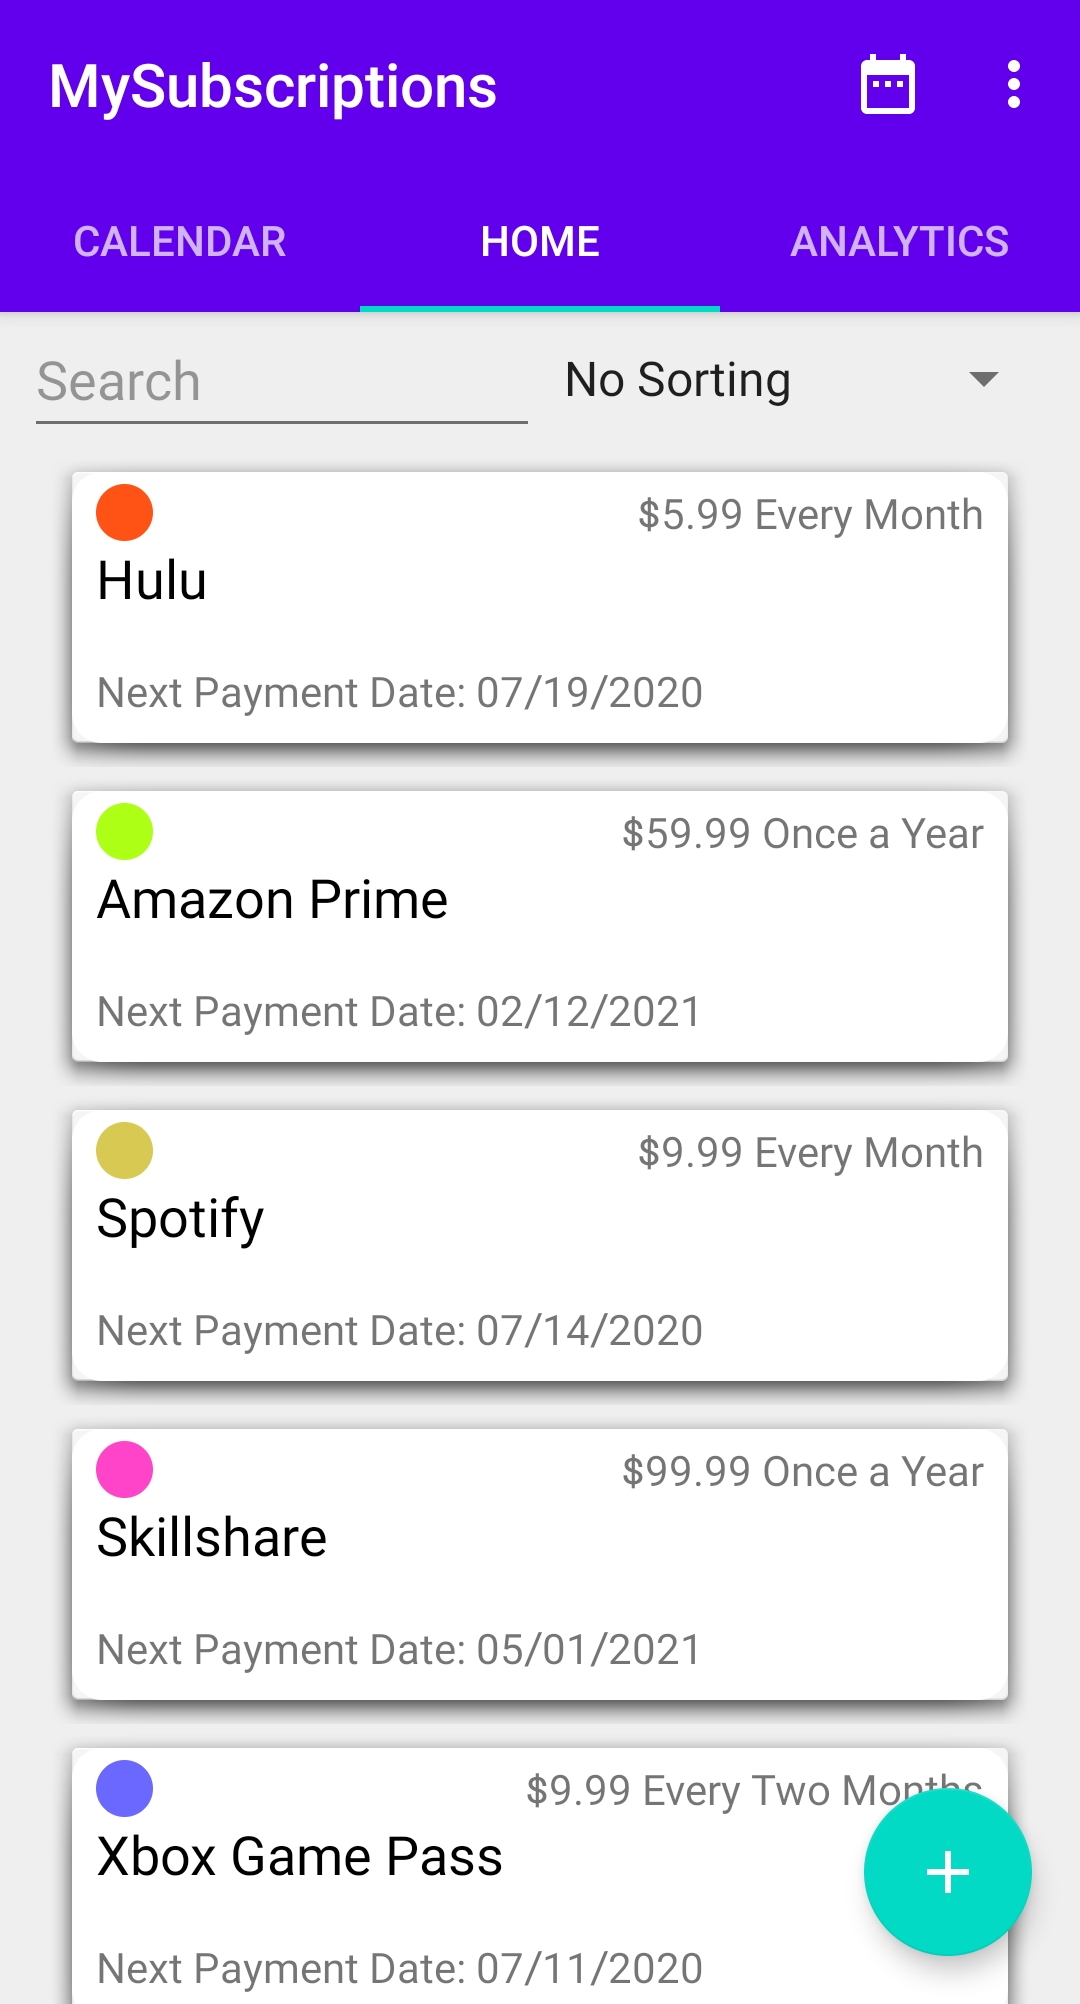 MySubscriptions
CALENDAR HOME ANALYTICS
Search No Sorting
$5.99 Every Month
Hulu
Next Payment Date: 07/19/2020
$59.99 Once a Year
Amazon Prime
Next Payment Date: 02/12/2021
$9.99 Every Month
Spotify
Next Payment Date: 07/14/2020
$99.99 Once a Year
Skillshare
Next Payment Date: 05/01/2021
$9.99 Every Two Months
Xbox Game Pass
Next Payment Date: 07/11/2020